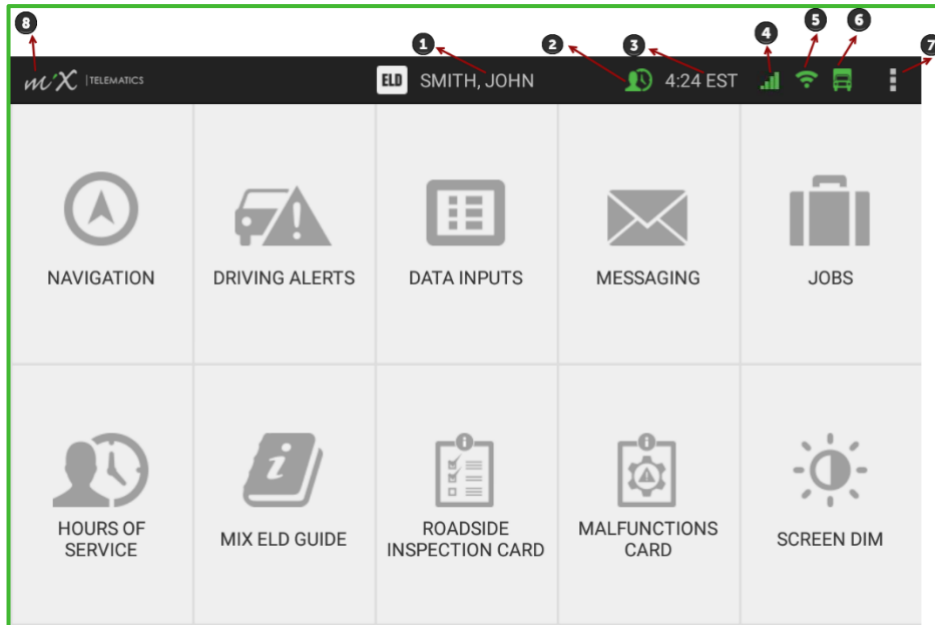 8
1
2
3
4
5
6
7
miX | TELEMATICS
ELD SMITH, JOHN
4:24 EST
NAVIGATION
DRIVING ALERTS
DATA INPUTS
MESSAGING
JOBS
HOURS OF
SERVICE
MIX ELD GUIDE
ROADSIDE
INSPECTION CARD
MALFUNCTIONS
CARD
SCREEN DIM